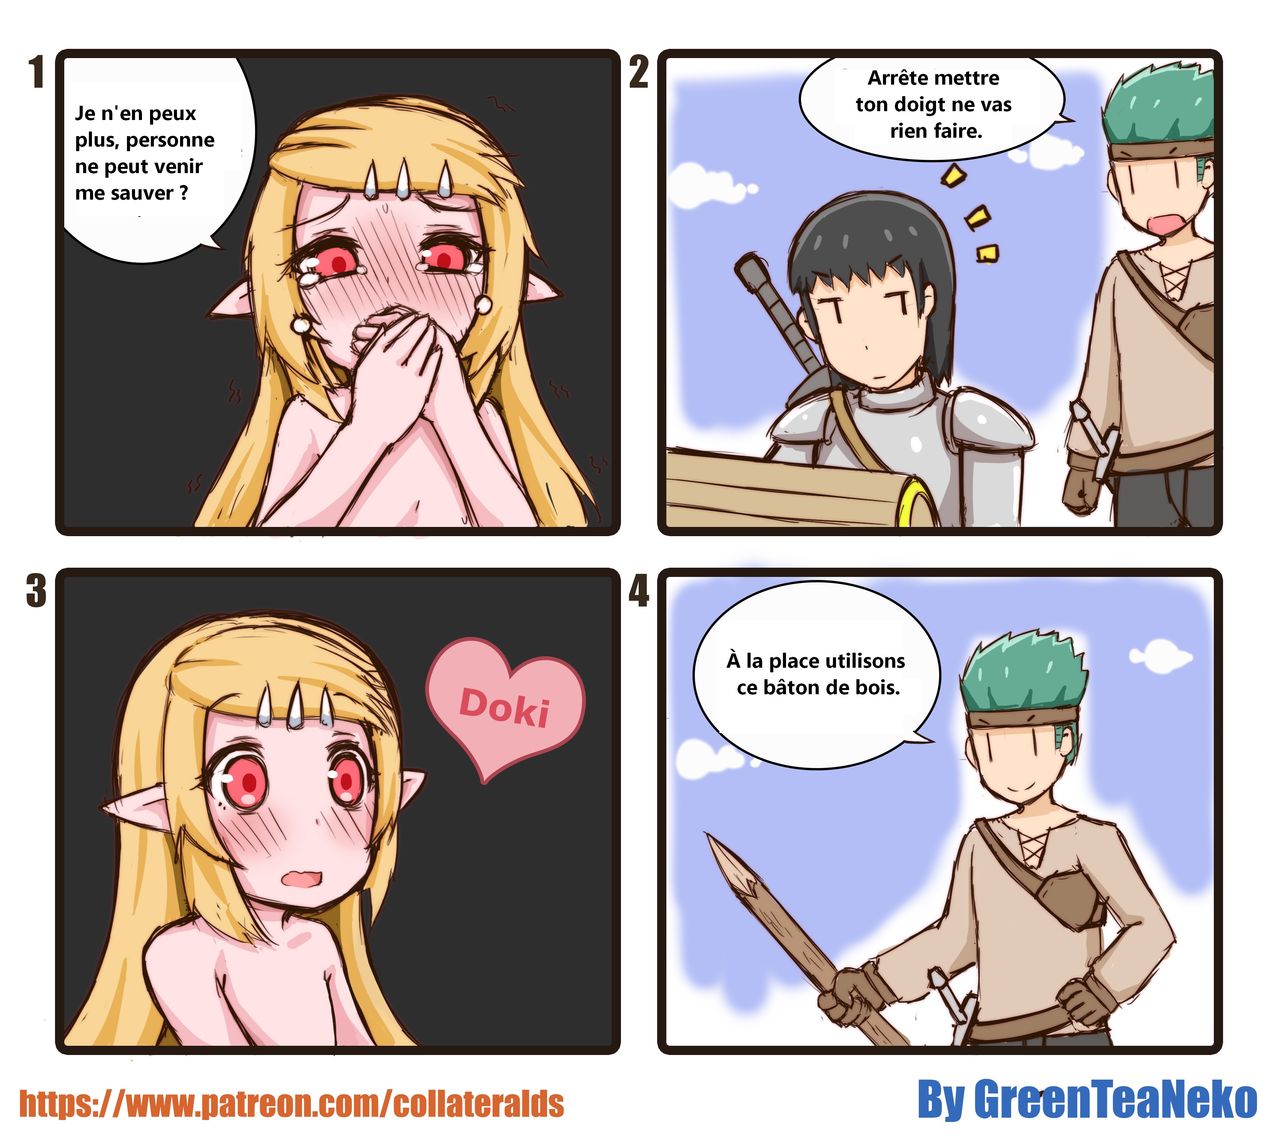 1
Je n'en peux
plus, personne
ne peut venir
me sauver ?
2
Arrête mettre
ton doigt ne vas
rien faire.
3
Doki
4
À la place utilisons
ce bâton de bois.
https://www.patreon.com/collateralds
By GreenTeaNeko